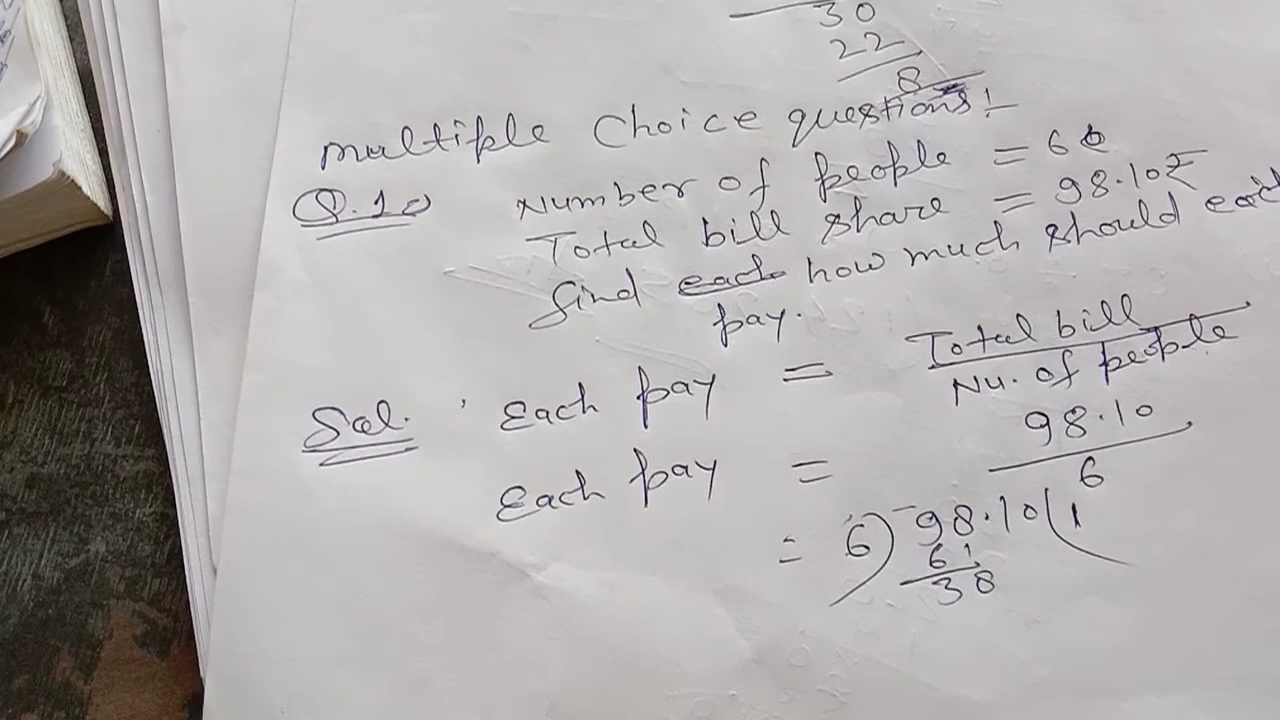 30
22
8
Multiple Choice questions!
Q.1. Number of people = 6
Total bill share = 98.10₹
find each how much should each
pay.
Sol. Each pay = Total bill
Nu. of people
Each pay = 98.10
6
= 6) 98.10 (1
6
38